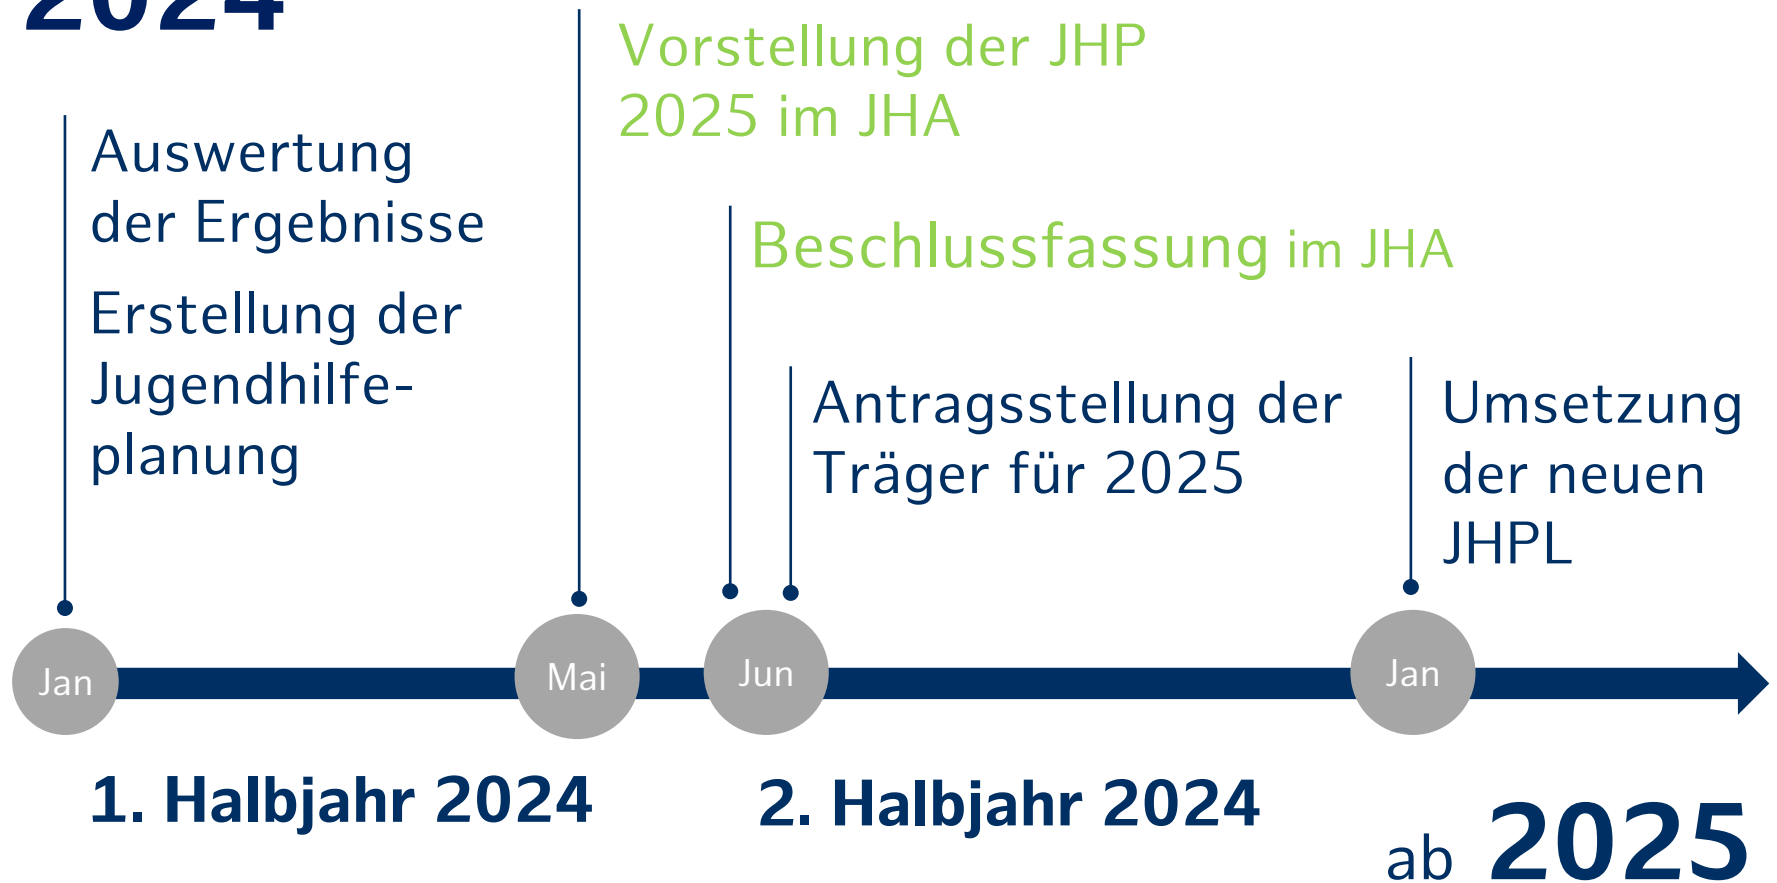 2024
Vorstellung der JHP
2025 im JHA
Auswertung
der Ergebnisse
Erstellung der
Jugendhilfe-
planung
Beschlussfassung im JHA
Antragsstellung der
Träger für 2025
Umsetzung
der neuen
JHPL
Jan
Mai
Jun
Jan
1. Halbjahr 2024
2. Halbjahr 2024
ab 2025